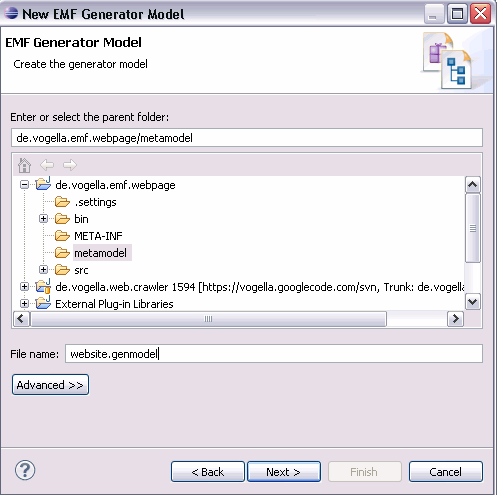 New EMF Generator Model
EMF Generator Model
Create the generator model
Enter or select the parent folder:
de.vogella.emf.webpage/metamodel
de.vogella.emf.webpage
.settings
bin
META-INF
metamodel
src
de.vogella.web.crawler 1594 [https://vogella.googlecode.com/svn, Trunk: de.vogella
External Plug-in Libraries
File name: website.genmodel
Advanced >>
? < Back Next > Finish Cancel